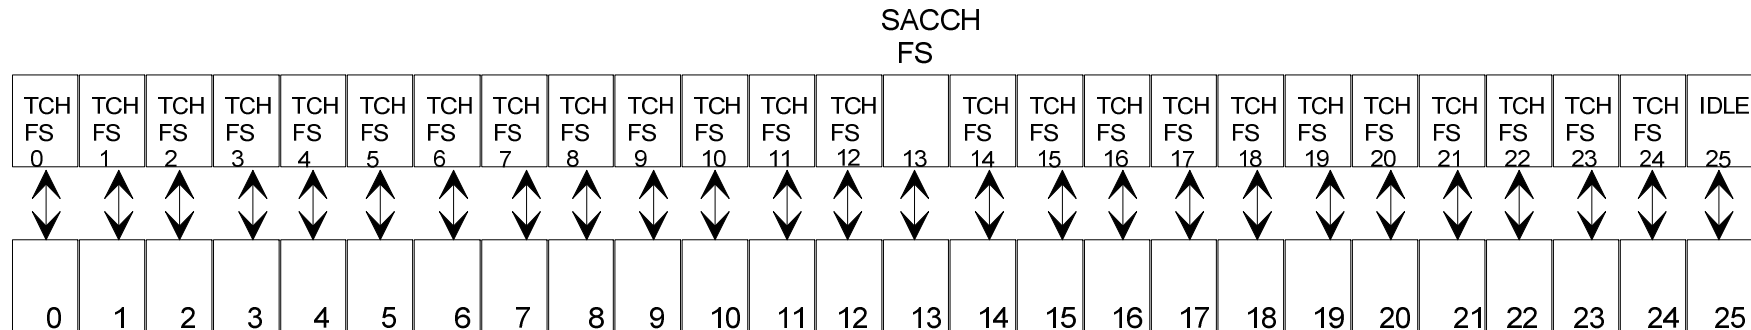 SACCH
FS
TCH TCH TCH TCH TCH TCH TCH TCH TCH TCH TCH TCH TCH TCH TCH TCH TCH TCH TCH TCH TCH TCH TCH TCH IDLE
FS FS FS FS FS FS FS FS FS FS FS FS FS FS FS FS FS FS FS FS FS FS FS FS
0 1 2 3 4 5 6 7 8 9 10 11 12 13 14 15 16 17 18 19 20 21 22 23 24 25
0 1 2 3 4 5 6 7 8 9 10 11 12 13 14 15 16 17 18 19 20 21 22 23 24 25